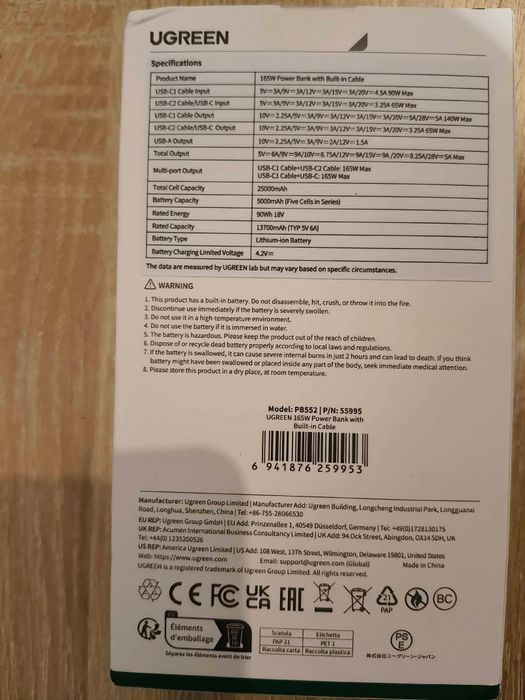 UGREEN
Specifications
Product Name 165W Power Bank with Built-in Cable
USB-C1 Cable Input 5V⎓3A/9V⎓3A/12V⎓3A/15V⎓3A/20V⎓4.5A 90W Max
USB-C2 Cable/USB-C Input 5V⎓3A/9V⎓3A/12V⎓3A/15V⎓3A/20V⎓3.25A 65W Max
USB-C1 Cable Output 10V⎓2.25A/5V⎓3A/9V⎓3A/12V⎓3A/15V⎓3A/20V⎓5A/28V⎓5A 140W Max
USB-C2 Cable/USB-C Output 10V⎓2.25A/5V⎓3A/9V⎓3A/12V⎓3A/15V⎓3A/20V⎓3.25A 65W Max
USB-A Output 10V⎓2.25A/5V⎓3A/9V⎓2A/12V⎓1.5A
Total Output 5V⎓6A/9V⎓9A/10V⎓6.75A/12V⎓9A/15V⎓9A /20V⎓8.25A/28V⎓5A Max
Multi-port Output USB-C1 Cable+USB-C2 Cable: 165W Max
USB-C1 Cable+USB-C: 165W Max
Total Cell Capacity 25000mAh
Battery Capacity 5000mAh (Five Cells in Series)
Rated Energy 90Wh 18V
Rated Capacity 13700mAh (TYP 5V 6A)
Battery Type Lithium-ion Battery
Battery Charging Limited Voltage 4.2V⎓
The data are measured by UGREEN lab but may vary based on specific circumstances.
WARNING
1. This product has a built-in battery. Do not disassemble, hit, crush, or throw it into the fire.
2. Discontinue use immediately if the battery is severely swollen.
3. Do not use it in a high-temperature environment.
4. Do not use the battery if it is immersed in water.
5. The battery is hazardous. Please keep the product out of the reach of children.
6. Dispose of or recycle dead battery properly according to local laws and regulations.
7. If the battery is swallowed, it can cause severe internal burns in just 2 hours and can lead to death. If you think
battery might have been swallowed or placed inside any part of the body, seek immediate medical attention.
8. Please store this product in a dry place, at room temperature.
Model: PB552 | P/N: 55995
UGREEN 165W Power Bank with
Built-in Cable
6 941876 259953
Manufacturer: Ugreen Group Limited | Manufacturer Add: Ugreen Building, Longcheng Industrial Park, Longguanxi
Road, Longhua, Shenzhen, China | Tel: +86-755-28066530
EU REP: Ugreen Group GmbH | EU Add: Prinzenallee 1, 40549 Düsseldorf, Germany | Tel: +49(0)1728130175
UK REP: Acumen International Business Consultancy Limited | UK Add: 94 Ock Street, Abingdon, OX14 5DH, UK
Tel: +44(0) 1235200526
US REP: America Ugreen Limited | US Add: 108 West, 13Th Street, Wilmington, Delaware 19801, United States
Web: https://www.ugreen.com Email: support@ugreen.com (Global) Made in China
UGREEN is a registered trademark of Ugreen Group Limited. All rights reserved.
CE FC UK CA EAC 21 PAP BC
FR
Éléments
d'emballage
Séparez les éléments avant de trier
Scatola Etichetta
PAP 21 PET 1
Raccolta carta Raccolta plastica
PS
E
株式会社ユーグリーン・ジャパン